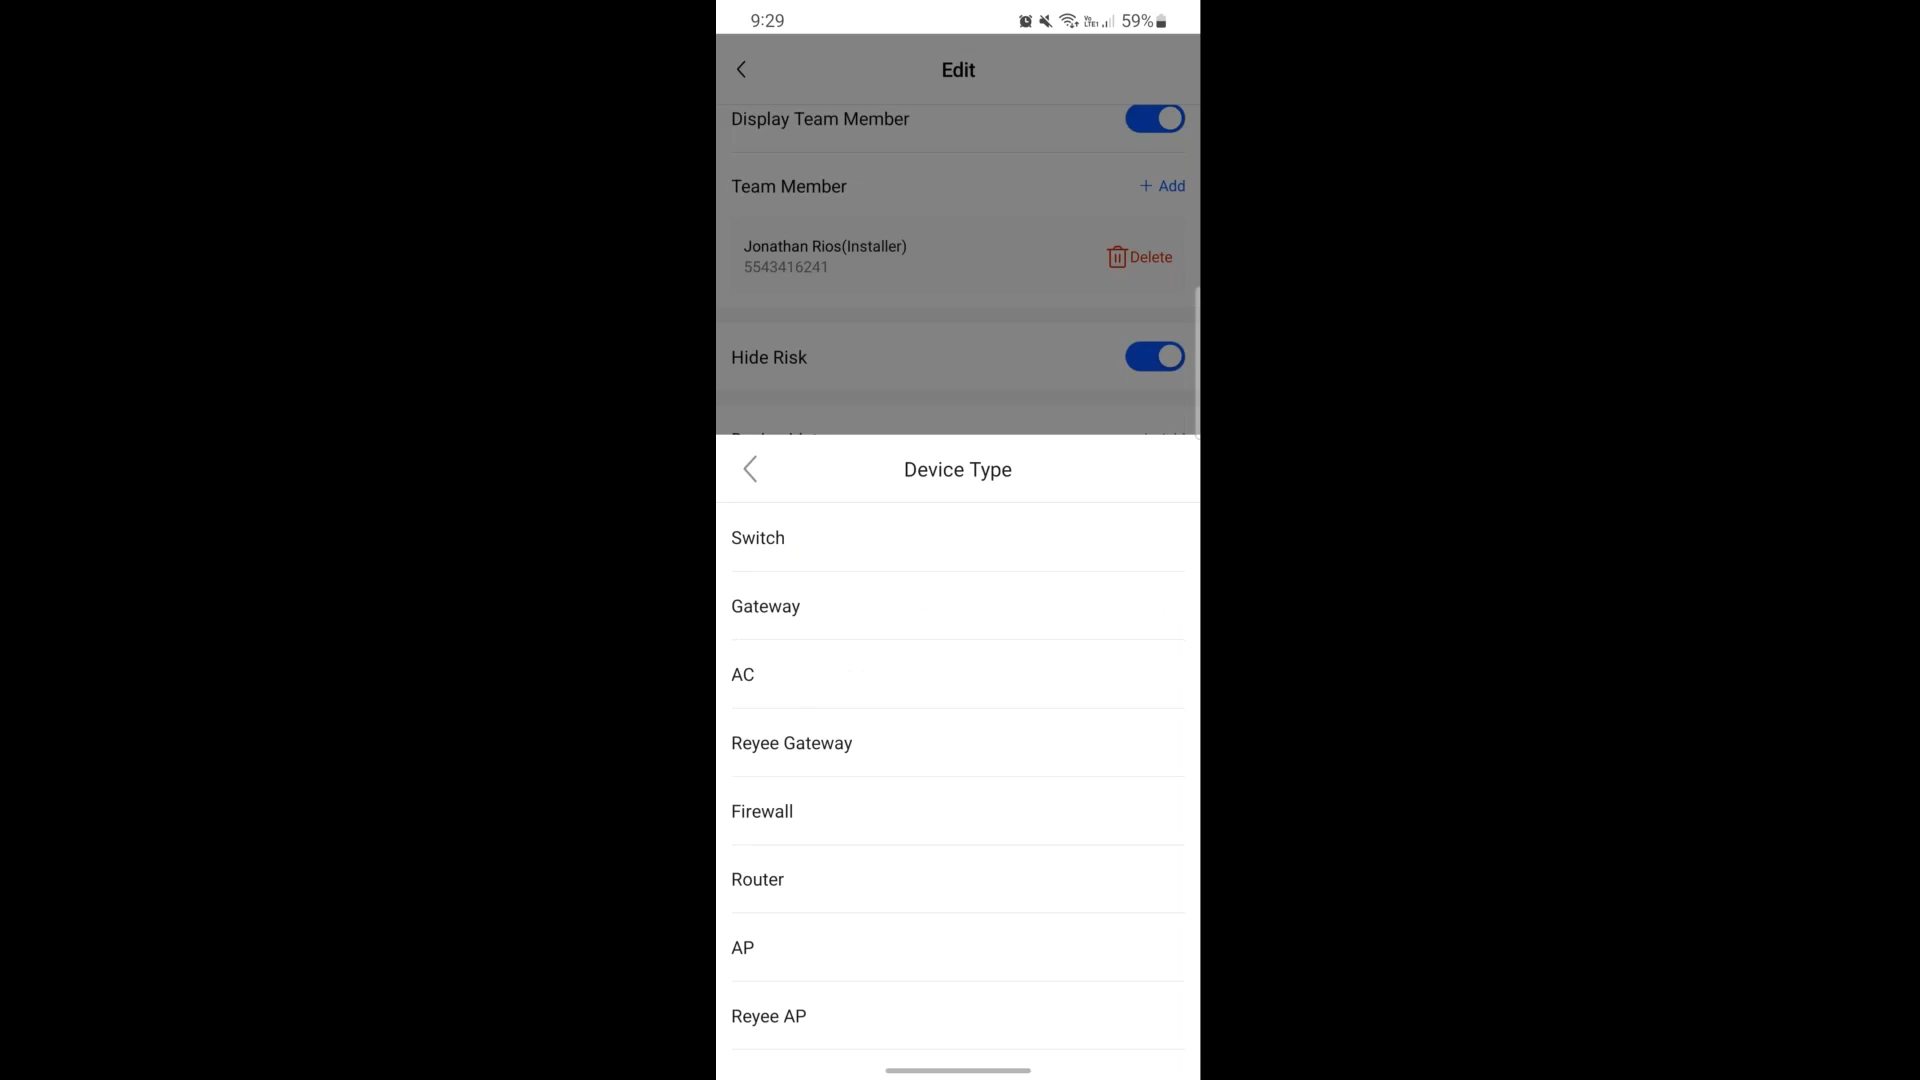 9:29
59%
Edit
Display Team Member
Team Member
+ Add
Jonathan Rios(Installer)
5543416241
Delete
Hide Risk
Device Type
Switch
Gateway
AC
Reyee Gateway
Firewall
Router
AP
Reyee AP